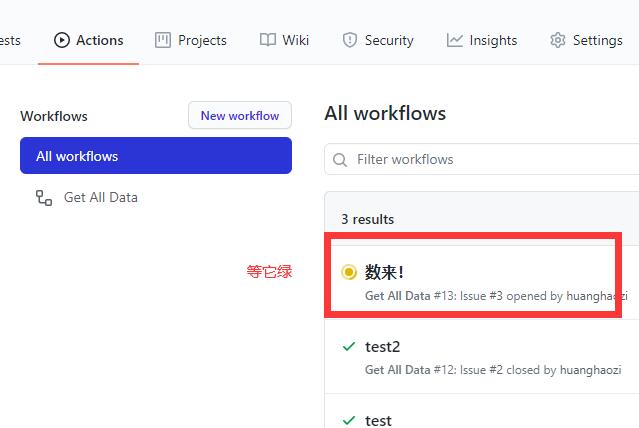 ests Actions Projects Wiki Security Insights Settings
Workflows New workflow
All workflows
Get All Data
等它绿
All workflows
Filter workflows
3 results
数来！
Get All Data #13: Issue #3 opened by huanghaozi
test2
Get All Data #12: Issue #2 closed by huanghaozi
test